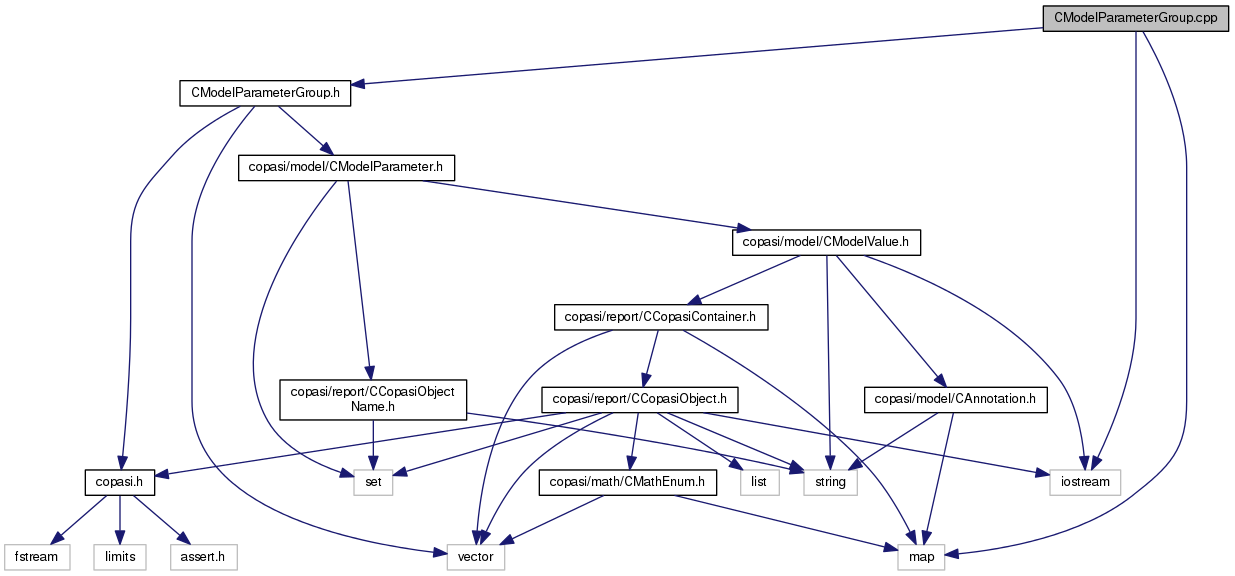 CModelParameterGroup.cpp
CModelParameterGroup.h
copasi/model/CModelParameter.h
copasi/model/CModelValue.h
copasi/report/CCopasiContainer.h
copasi/report/CCopasiObject
Name.h
copasi/report/CCopasiObject.h
copasi/model/CAnnotation.h
copasi.h
set
copasi/math/CMathEnum.h
list
string
iostream
fstream
limits
assert.h
vector
map